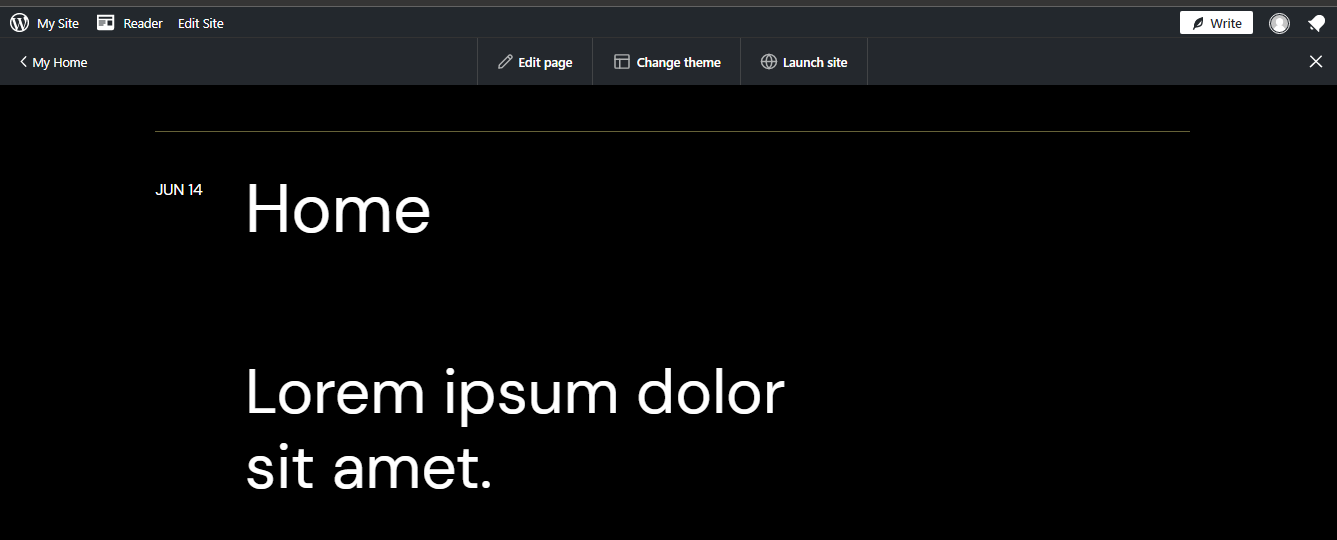 My Site Reader Edit Site Write
My Home Edit page Change theme Launch site
JUN 14 Home
Lorem ipsum dolor
sit amet.